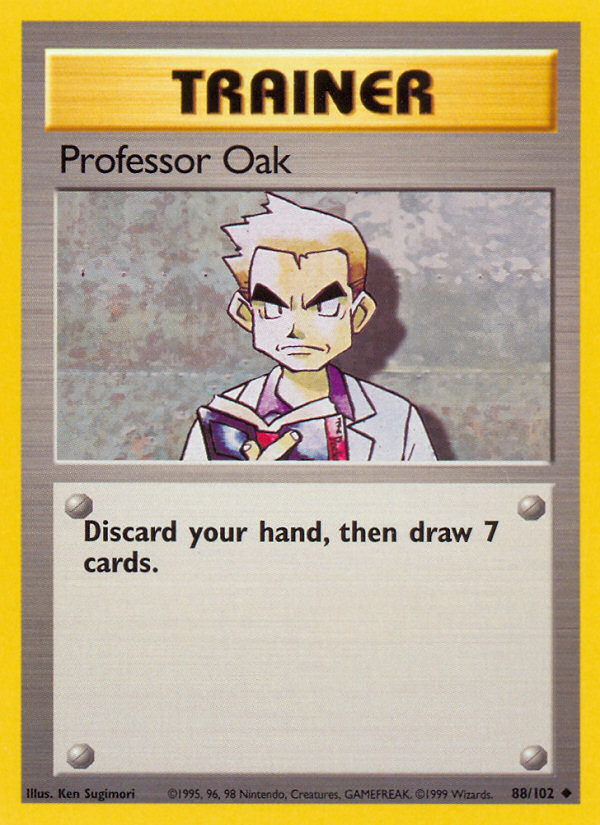 TRAINER
Professor Oak
Discard your hand, then draw 7
cards.
Illus. Ken Sugimori ©1995, 96, 98 Nintendo, Creatures, GAMEFREAK. ©1999 Wizards. 88/102 ◆